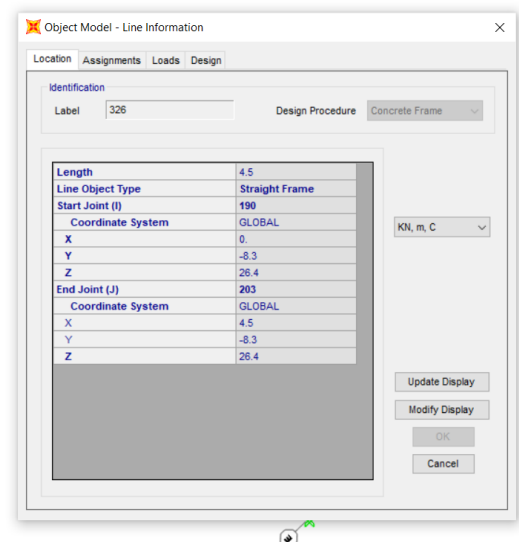 Object Model - Line Information
Location Assignments Loads Design
Identification
Label 326 Design Procedure Concrete Frame
Length 4.5
Line Object Type Straight Frame
Start Joint (I) 190
Coordinate System GLOBAL
X 0.
Y -8.3
Z 26.4
End Joint (J) 203
Coordinate System GLOBAL
X 4.5
Y -8.3
Z 26.4
KN, m, C
Update Display
Modify Display
OK
Cancel